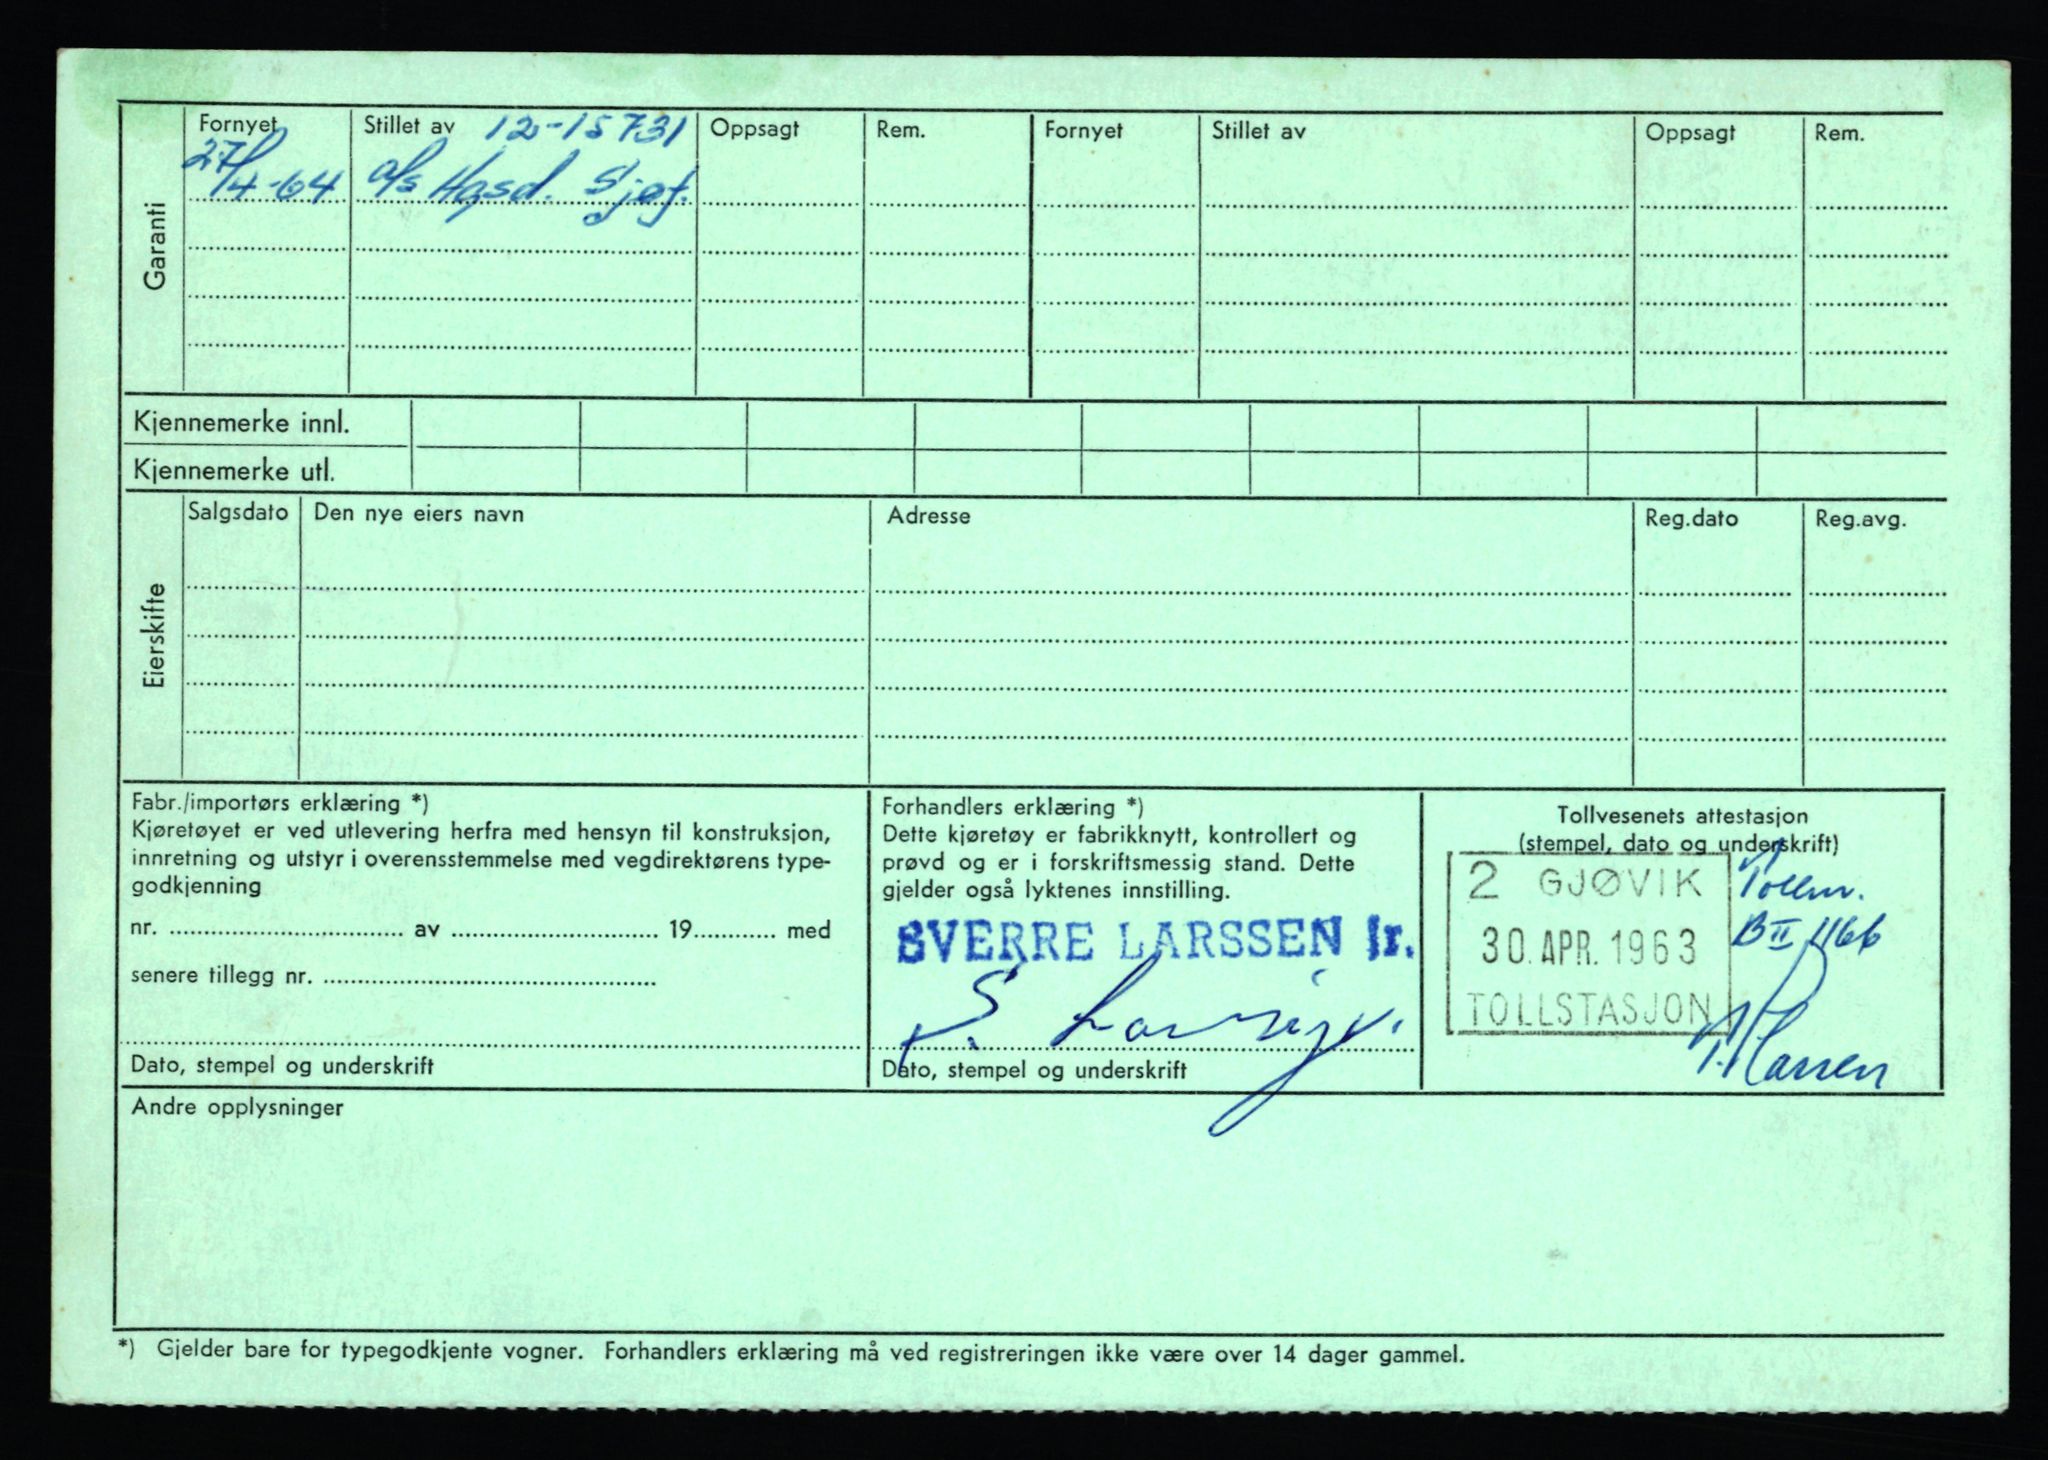 Garanti
Fornyet Stillet av 12-15731 Oppsagt Rem. Fornyet Stillet av Oppsagt Rem.
27/4-64 a/s Hqsd. Sjøf.
Kjennemerke innl.
Kjennemerke utl.
Eierskifte
Salgsdato Den nye eiers navn Adresse Reg.dato Reg.avg.
Fabr./importørs erklæring *)
Kjøretøyet er ved utlevering herfra med hensyn til konstruksjon,
innretning og utstyr i overensstemmelse med vegdirektørens type-
godkjenning
nr. av 19 med
senere tillegg nr.
Dato, stempel og underskrift
Forhandlers erklæring *)
Dette kjøretøy er fabrikknytt, kontrollert og
prøvd og er i forskriftsmessig stand. Dette
gjelder også lyktenes innstilling.
SVERRE LARSSEN Jr.
Dato, stempel og underskrift
Tollvesenets attestasjon
(stempel, dato og underskrift)
2 GJØVIK
30. APR. 1963
TOLLSTASJON
B II 1166
Andre opplysninger
*) Gjelder bare for typegodkjente vogner. Forhandlers erklæring må ved registreringen ikke være over 14 dager gammel.